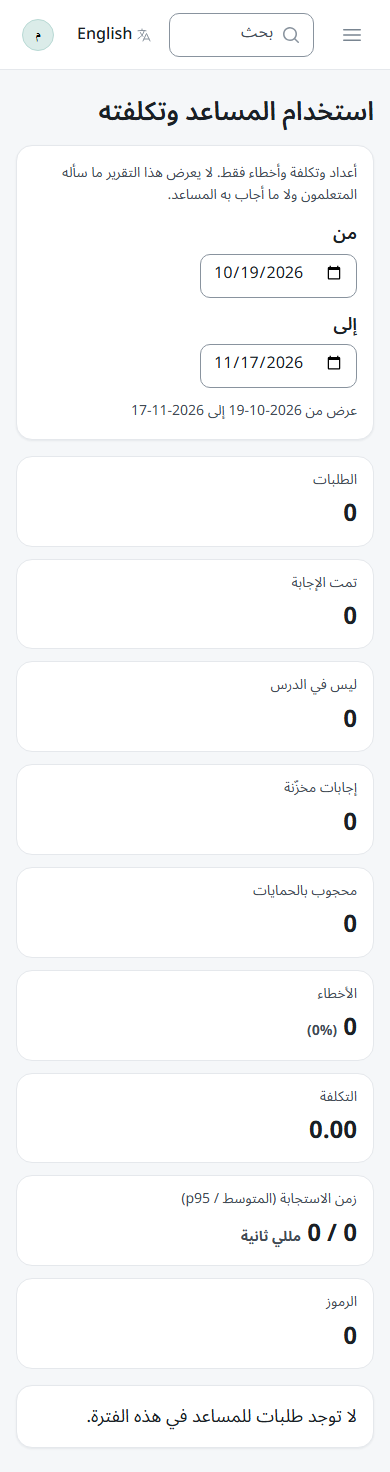 بحث
English
م
استخدام المساعد وتكلفته
أعداد وتكلفة وأخطاء فقط. لا يعرض هذا التقرير ما سأله
المتعلمون ولا ما أجاب به المساعد.
من
10/19/2026
إلى
11/17/2026
عرض من 2026-10-19 إلى 2026-11-17
الطلبات
0
تمت الإجابة
0
ليس في الدرس
0
إجابات مخزّنة
0
محجوب بالحمايات
0
الأخطاء
0 (0%)
التكلفة
0.00
زمن الاستجابة (المتوسط / p95)
0 / 0 مللي ثانية
الرموز
0
لا توجد طلبات للمساعد في هذه الفترة.